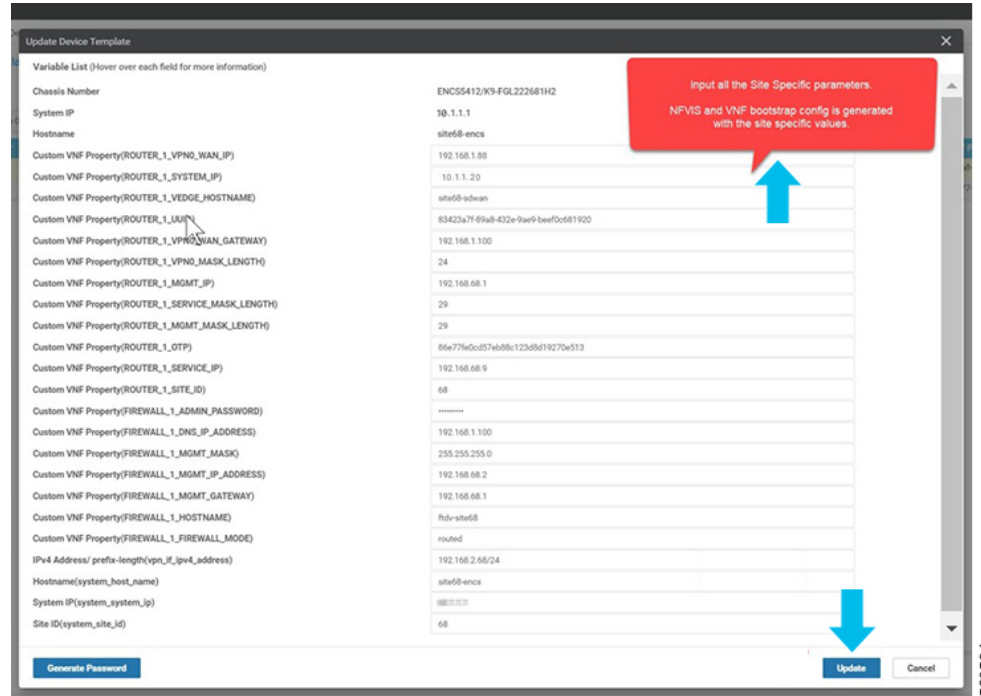 Update Device Template
Variable List (Hover over each field for more information)
Input all the Site Specific parameters.
NFVIS and VNF bootstrap config is generated
with the site specific values.
Chassis Number ENCS5412/K9-FGL222681H2
System IP 10.1.1.1
Hostname site68-encs
Custom VNF Property(ROUTER_1_VPN0_WAN_IP) 192.168.1.88
Custom VNF Property(ROUTER_1_SYSTEM_IP) 10.1.1.20
Custom VNF Property(ROUTER_1_VEDGE_HOSTNAME) site68-sdwan
Custom VNF Property(ROUTER_1_UUID) 83423a7f-89a8-432e-9ae9-beef0c681920
Custom VNF Property(ROUTER_1_VPN0_WAN_GATEWAY) 192.168.1.100
Custom VNF Property(ROUTER_1_VPN0_MASK_LENGTH) 24
Custom VNF Property(ROUTER_1_MGMT_IP) 192.168.68.1
Custom VNF Property(ROUTER_1_SERVICE_MASK_LENGTH) 29
Custom VNF Property(ROUTER_1_MGMT_MASK_LENGTH) 29
Custom VNF Property(ROUTER_1_OTP) 86e77fe0cd57eb88c123d8d19270e513
Custom VNF Property(ROUTER_1_SERVICE_IP) 192.168.68.9
Custom VNF Property(ROUTER_1_SITE_ID) 68
Custom VNF Property(FIREWALL_1_ADMIN_PASSWORD) ··········
Custom VNF Property(FIREWALL_1_DNS_IP_ADDRESS) 192.168.1.100
Custom VNF Property(FIREWALL_1_MGMT_MASK) 255.255.255.0
Custom VNF Property(FIREWALL_1_MGMT_IP_ADDRESS) 192.168.68.2
Custom VNF Property(FIREWALL_1_MGMT_GATEWAY) 192.168.68.1
Custom VNF Property(FIREWALL_1_HOSTNAME) ftdv-site68
Custom VNF Property(FIREWALL_1_FIREWALL_MODE) routed
IPv4 Address/ prefix-length(vpn_if_ipv4_address) 192.168.2.68/24
Hostname(system_host_name) site68-encs
System IP(system_system_ip)
Site ID(system_site_id) 68
Generate Password
Update
Cancel